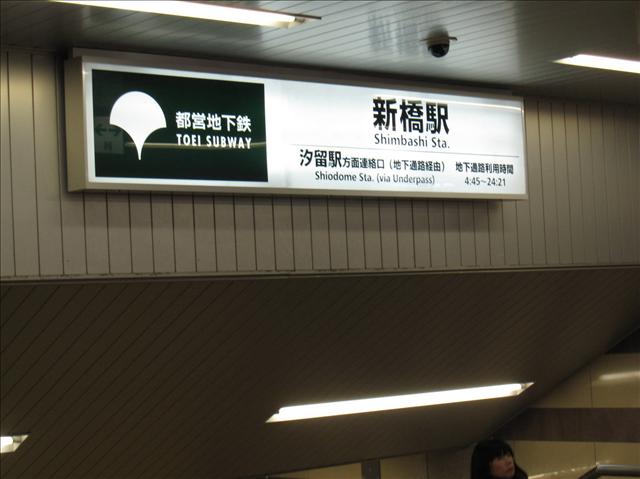 都営地下鉄
TOEI SUBWAY
新橋駅
Shimbashi Sta.
汐留駅方面連絡口（地下通路経由） 地下通路利用時間
Shiodome Sta. (via Underpass) 4:45~24:21